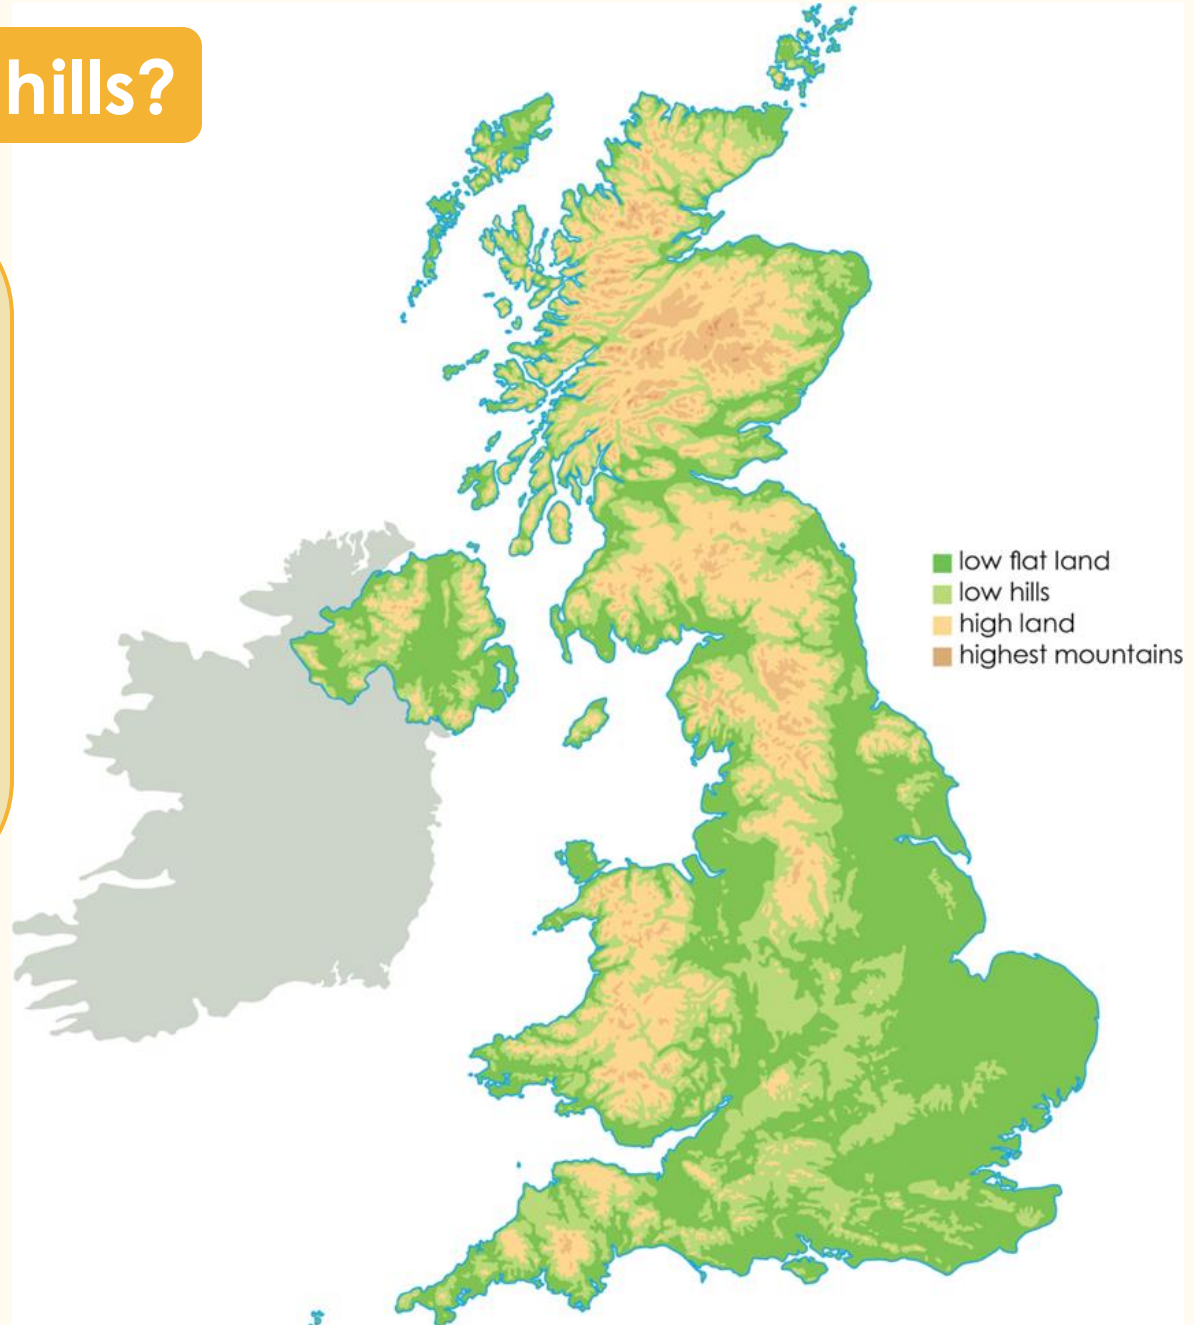 hills?
low flat land
low hills
high land
highest mountains